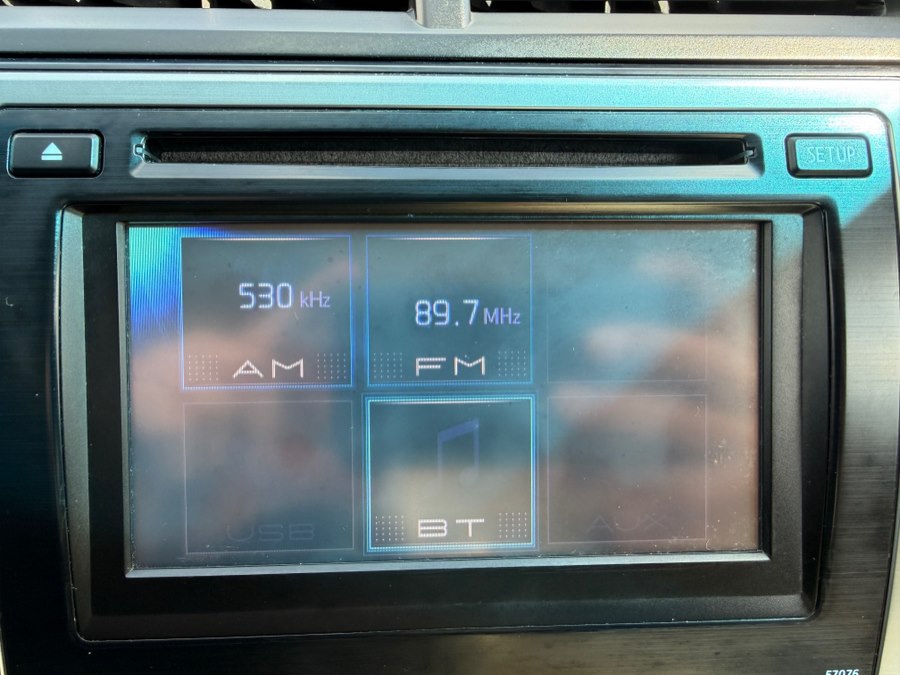 SETUP
530 kHz
AM
89.7 MHz
FM
USB
BT
AUX
57076